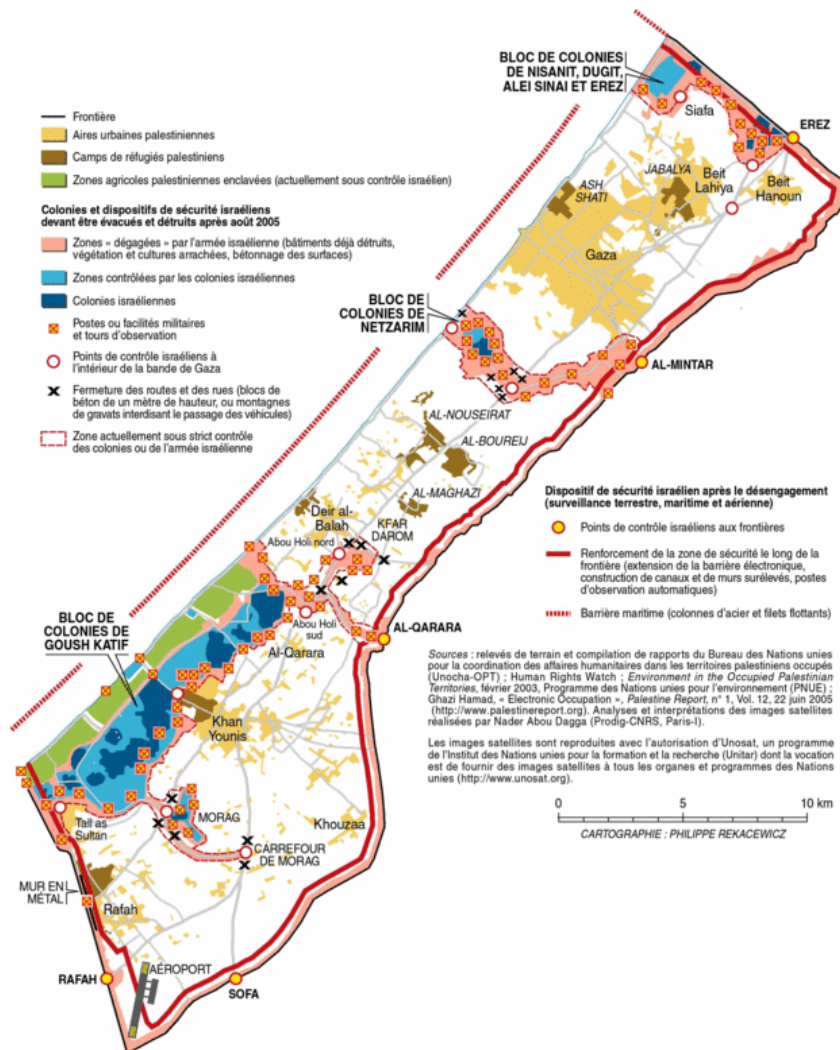 BLOC DE COLONIES
DE NISANIT, DUGIT,
ALEI SINAI ET EREZ
Siafa
EREZ
JABALYA
Beit
Lahiya
Beit
Hanoun
ASH
SHATI
Gaza
Frontière
Aires urbaines palestiniennes
Camps de réfugiés palestiniens
Zones agricoles palestiniennes enclavées (actuellement sous contrôle israélien)
Colonies et dispositifs de sécurité israéliens
devant être évacués et détruits après août 2005
Zones « dégagées » par l'armée israélienne (bâtiments déjà détruits,
végétation et cultures arrachées, bétonnage des surfaces)
Zones contrôlées par les colonies israéliennes
Colonies israéliennes
Postes ou facilités militaires
et tours d'observation
Points de contrôle israéliens à
l'intérieur de la bande de Gaza
Fermeture des routes et des rues (blocs de
béton de un mètre de hauteur, ou montagnes
de gravats interdisant le passage des véhicules)
Zone actuellement sous strict contrôle
des colonies ou de l'armée israélienne
BLOC DE
COLONIES DE
NETZARIM
AL-MINTAR
AL-NOUSEIRAT
AL-BOUREIJ
AL-MAGHAZI
Deir al-
Balah
KFAR
DAROM
Abou Holi nord
Abou Holi
sud
AL-QARARA
Al-Qarara
BLOC DE
COLONIES DE
GOUSH KATIF
Khan
Younis
MORAG
Khouzaa
Tall as
Sultan
CARREFOUR
DE MORAG
MUR EN
MÉTAL
Rafah
AÉROPORT
RAFAH
SOFA
Dispositif de sécurité israélien après le désengagement
(surveillance terrestre, maritime et aérienne)
Points de contrôle israéliens aux frontières
Renforcement de la zone de sécurité le long de la
frontière (extension de la barrière électronique,
construction de canaux et de murs surélevés, postes
d'observation automatiques)
Barrière maritime (colonnes d'acier et filets flottants)
Sources : relevés de terrain et compilation de rapports du Bureau des Nations unies
pour la coordination des affaires humanitaires dans les territoires palestiniens occupés
(Unocha-OPT) ; Human Rights Watch ; Environment in the Occupied Palestinian
Territories, février 2003, Programme des Nations unies pour l'environnement (PNUE) ;
Ghazi Hamad, « Electronic Occupation », Palestine Report, n° 1, Vol. 12, 22 juin 2005
(http://www.palestinereport.org). Analyses et interprétations des images satellites
réalisées par Nader Abou Dagga (Prodig-CNRS, Paris-I).
Les images satellites sont reproduites avec l'autorisation d'Unosat, un programme
de l'Institut des Nations unies pour la formation et la recherche (Unitar) dont la vocation
est de fournir des images satellites à tous les organes et programmes des Nations
unies (http://www.unosat.org).
0 5 10 km
CARTOGRAPHIE : PHILIPPE REKACEWICZ